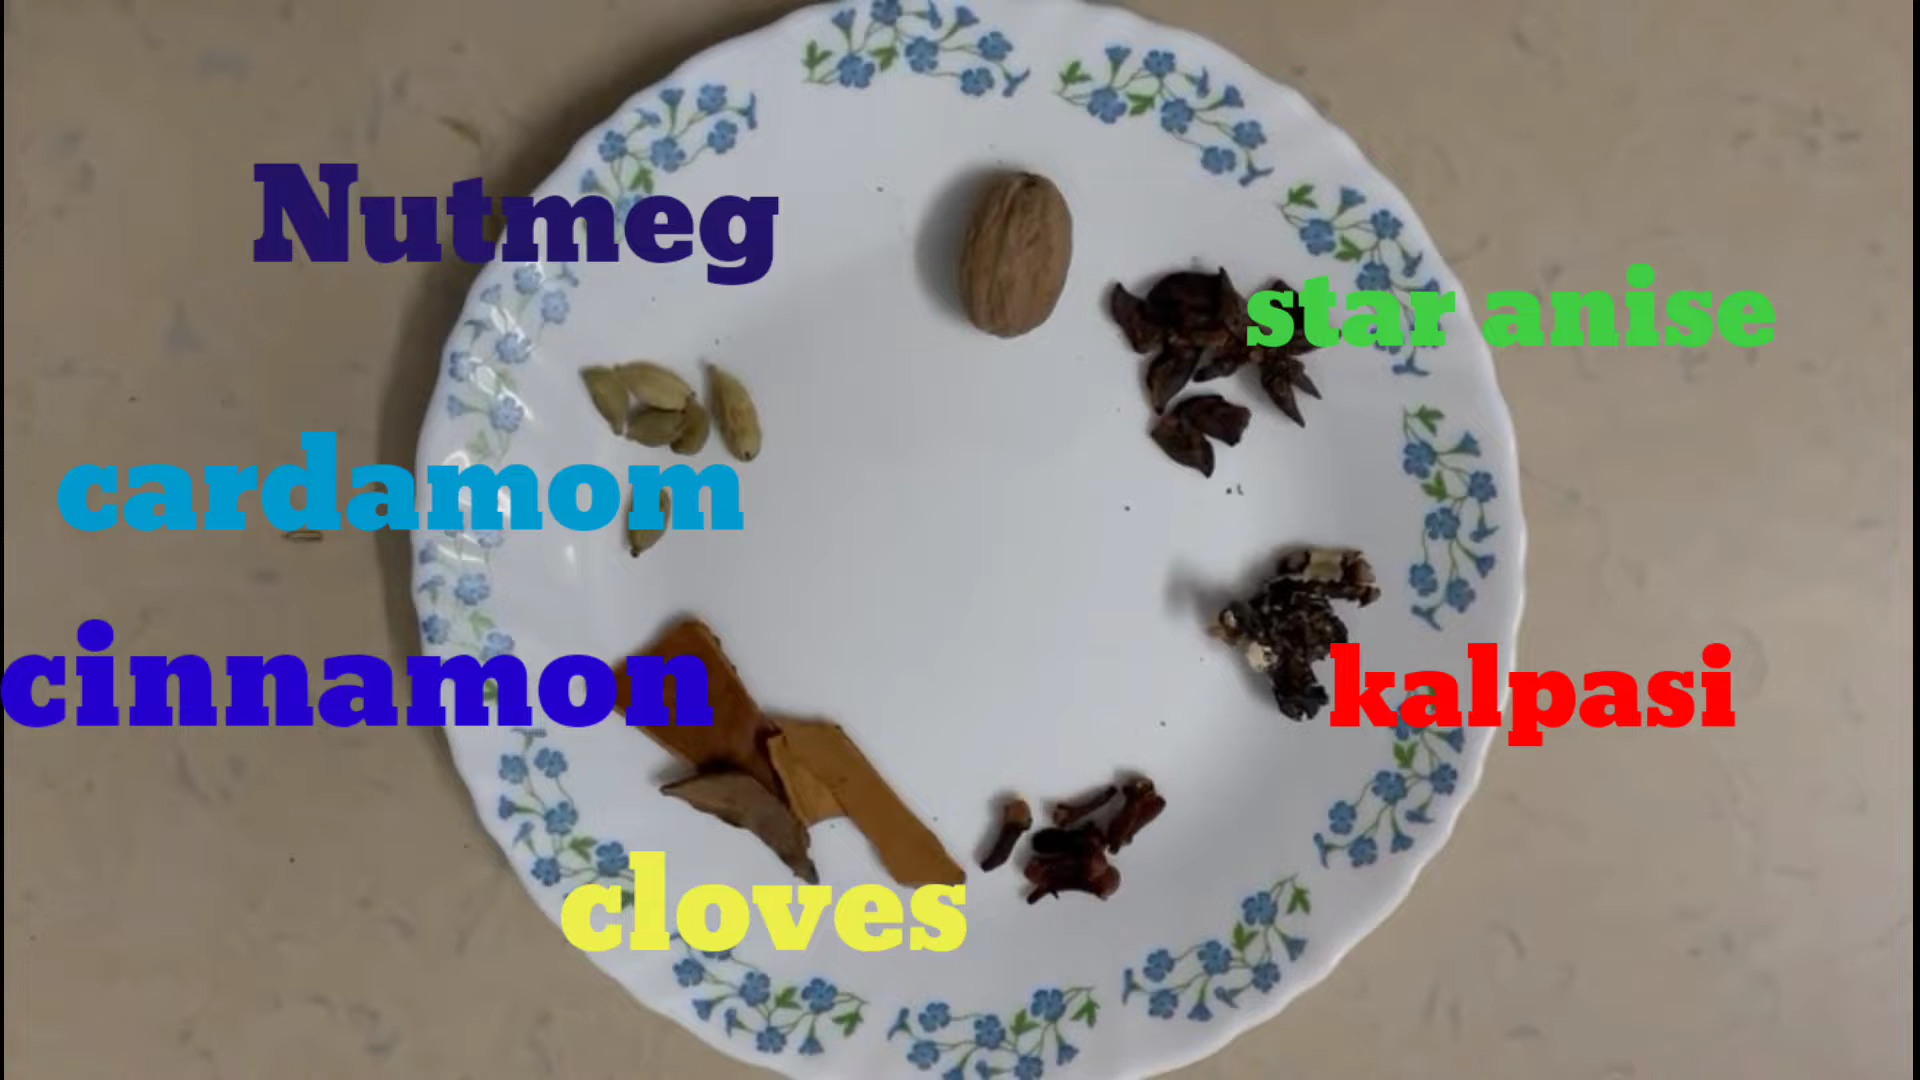 Nutmeg
star anise
cardamom
cinnamon
kalpasi
cloves